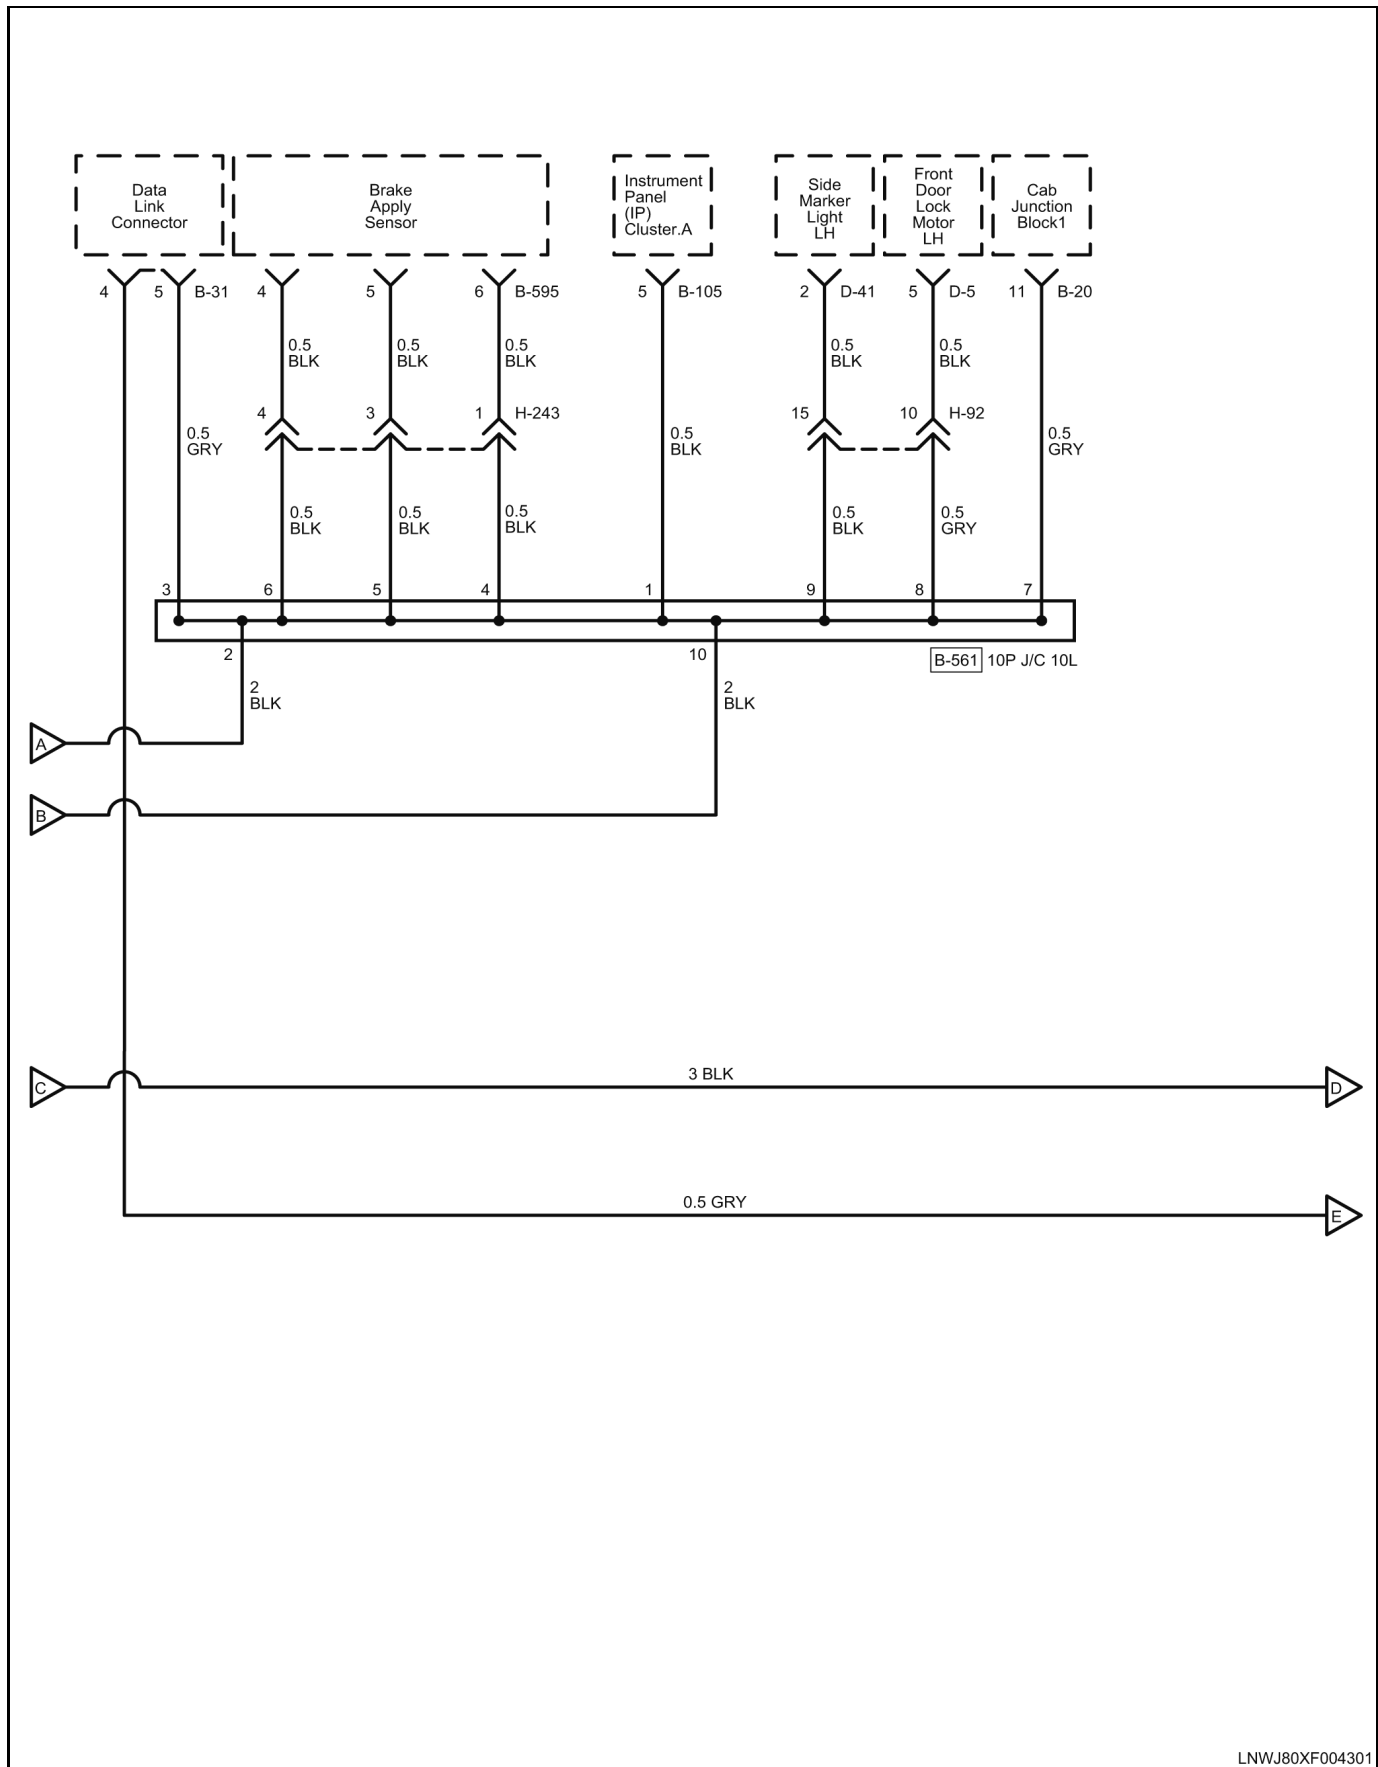 Data
Link
Connector
Brake
Apply
Sensor
Instrument
Panel
(IP)
Cluster.A
Side
Marker
Light
LH
Front
Door
Lock
Motor
LH
Cab
Junction
Block1
4 5 B-31 4 5 6 B-595 5 B-105 2 D-41 5 D-5 11 B-20
0.5
BLK
0.5
BLK
0.5
BLK
0.5
BLK
0.5
BLK
4 3 1 H-243 15 10 H-92
0.5
GRY
0.5
BLK
0.5
GRY
0.5
BLK
0.5
BLK
0.5
BLK
0.5
BLK
0.5
GRY
3 6 5 4 1 9 8 7
2 10 B-561 10P J/C 10L
2
BLK
2
BLK
A
B
C 3 BLK D
0.5 GRY E
LNWJ80XF004301